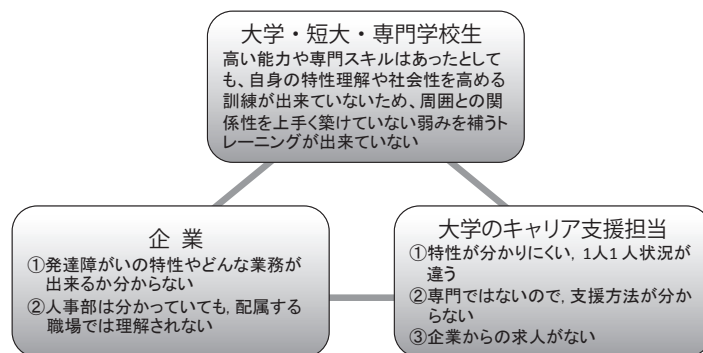 大学・短大・専門学校生
高い能力や専門スキルはあったとして
も、自身の特性理解や社会性を高める
訓練が出来ていないため、周囲との関
係性を上手く築けていない弱みを補うト
レーニングが出来ていない
企 業
①発達障がいの特性やどんな業務が
出来るか分からない
②人事部は分かっていても, 配属する
職場では理解されない
大学のキャリア支援担当
①特性が分かりにくい, 1人1人状況が
違う
②専門ではないので, 支援方法が分か
らない
③企業からの求人がない